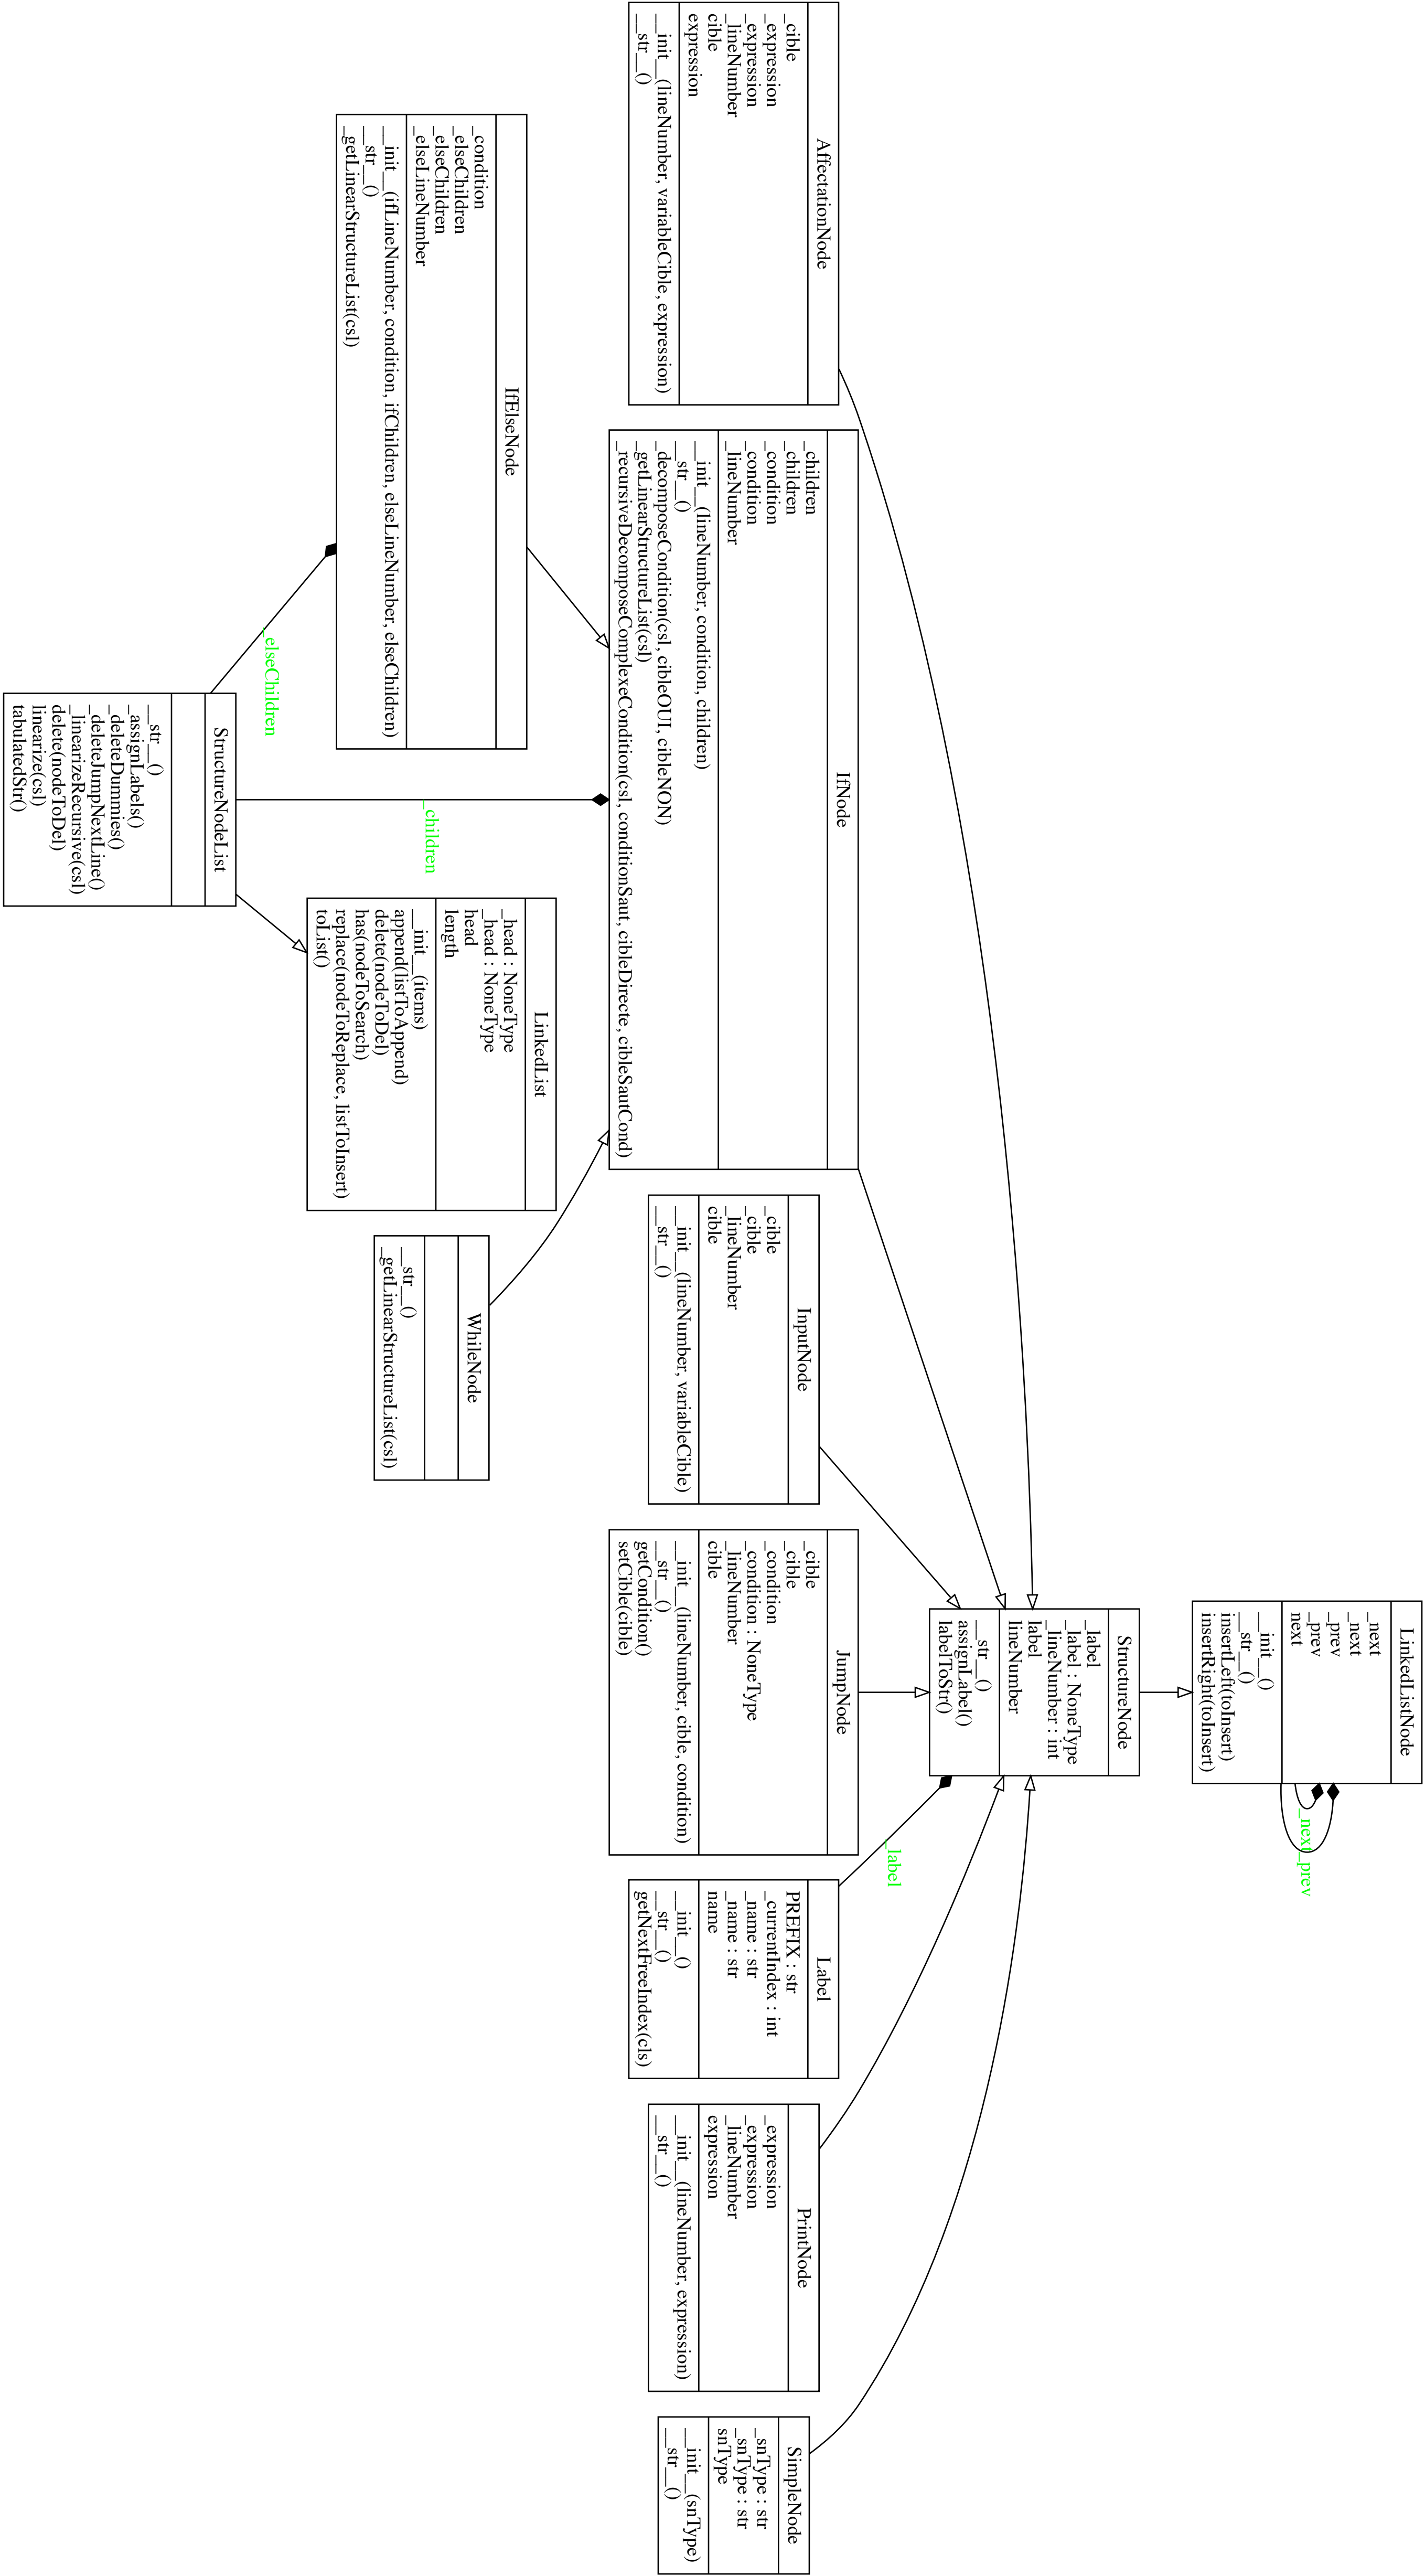 LinkedListNode
_next
_next
_prev
_prev
next
__init__()
__str__()
insertLeft(toInsert)
insertRight(toInsert)
_next
_prev
StructureNode
_label
_label : NoneType
_lineNumber : int
label
lineNumber
__str__()
assignLabel()
labelToStr()
_label
AffectationNode
_cible
_expression
_expression
_lineNumber
cible
expression
__init__(lineNumber, variableCible, expression)
__str__()
IfNode
_children
_children
_condition
_condition
_lineNumber
__init__(lineNumber, condition, children)
__str__()
_decomposeCondition(csl, cibleOUI, cibleNON)
_getLinearStructureList(csl)
_recursiveDecomposeComplexeCondition(csl, conditionSaut, cibleDirecte, cibleSautCond)
InputNode
_cible
_cible
_lineNumber
cible
__init__(lineNumber, variableCible)
__str__()
JumpNode
_cible
_cible
_condition
_condition : NoneType
_lineNumber
cible
__init__(lineNumber, cible, condition)
__str__()
getCondition()
setCible(cible)
Label
PREFIX : str
_currentIndex : int
_name : str
_name : str
name
__init__()
__str__()
getNextFreeIndex(cls)
PrintNode
_expression
_expression
_lineNumber
expression
__init__(lineNumber, expression)
__str__()
SimpleNode
_snType : str
_snType : str
snType
__init__(snType)
__str__()
IfElseNode
_condition
_elseChildren
_elseChildren
_elseLineNumber
__init__(ifLineNumber, condition, ifChildren, elseLineNumber, elseChildren)
__str__()
_getLinearStructureList(csl)
_children
LinkedList
_head : NoneType
_head : NoneType
head
length
__init__(items)
append(listToAppend)
delete(nodeToDel)
has(nodeToSearch)
replace(nodeToReplace, listToInsert)
toList()
WhileNode
__str__()
_getLinearStructureList(csl)
_elseChildren
StructureNodeList
__str__()
_assignLabels()
_deleteDummies()
_deleteJumpNextLine()
_linearizeRecursive(csl)
delete(nodeToDel)
linearize(csl)
tabulatedStr()